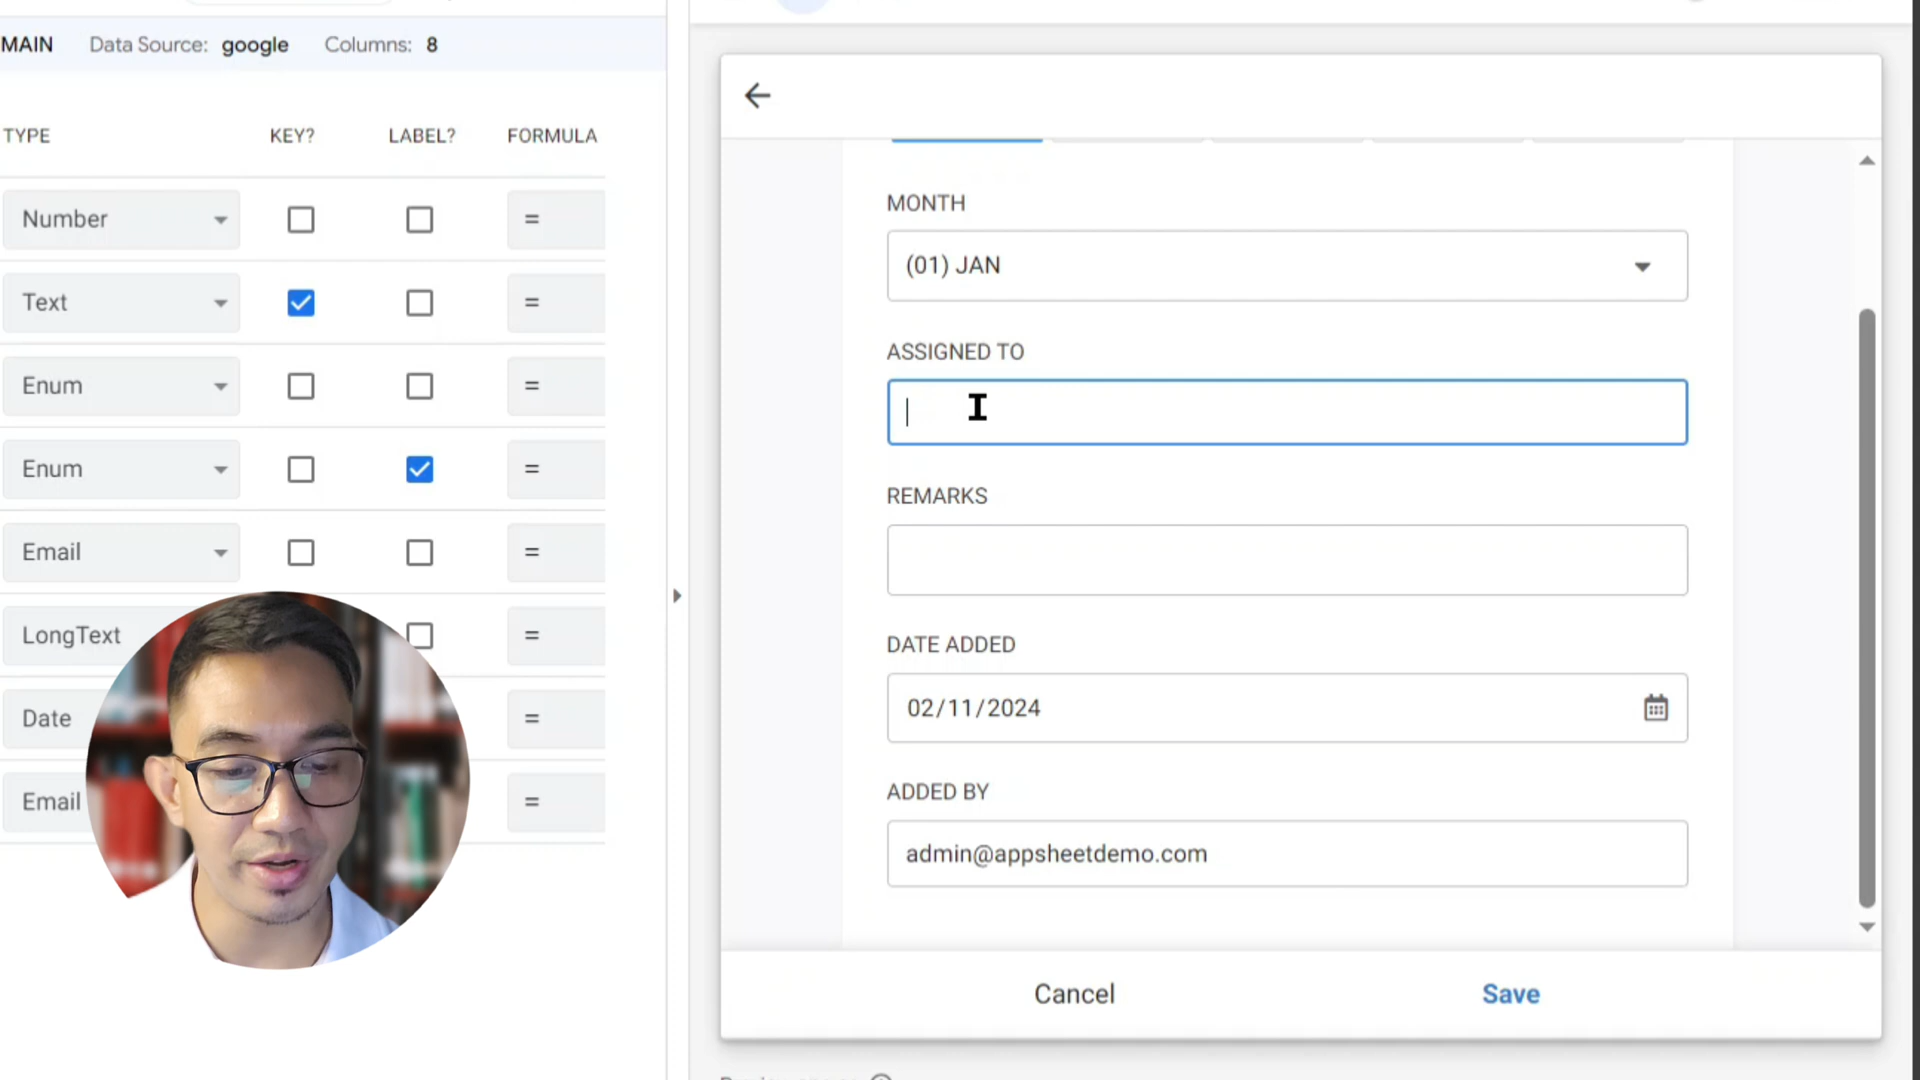 MAIN Data Source: google Columns: 8
TYPE KEY? LABEL? FORMULA
Number =
Text =
Enum =
Enum =
Email =
LongText =
Date =
Email =
MONTH
(01) JAN
ASSIGNED TO
REMARKS
DATE ADDED
02/11/2024
ADDED BY
admin@appsheetdemo.com
Cancel Save